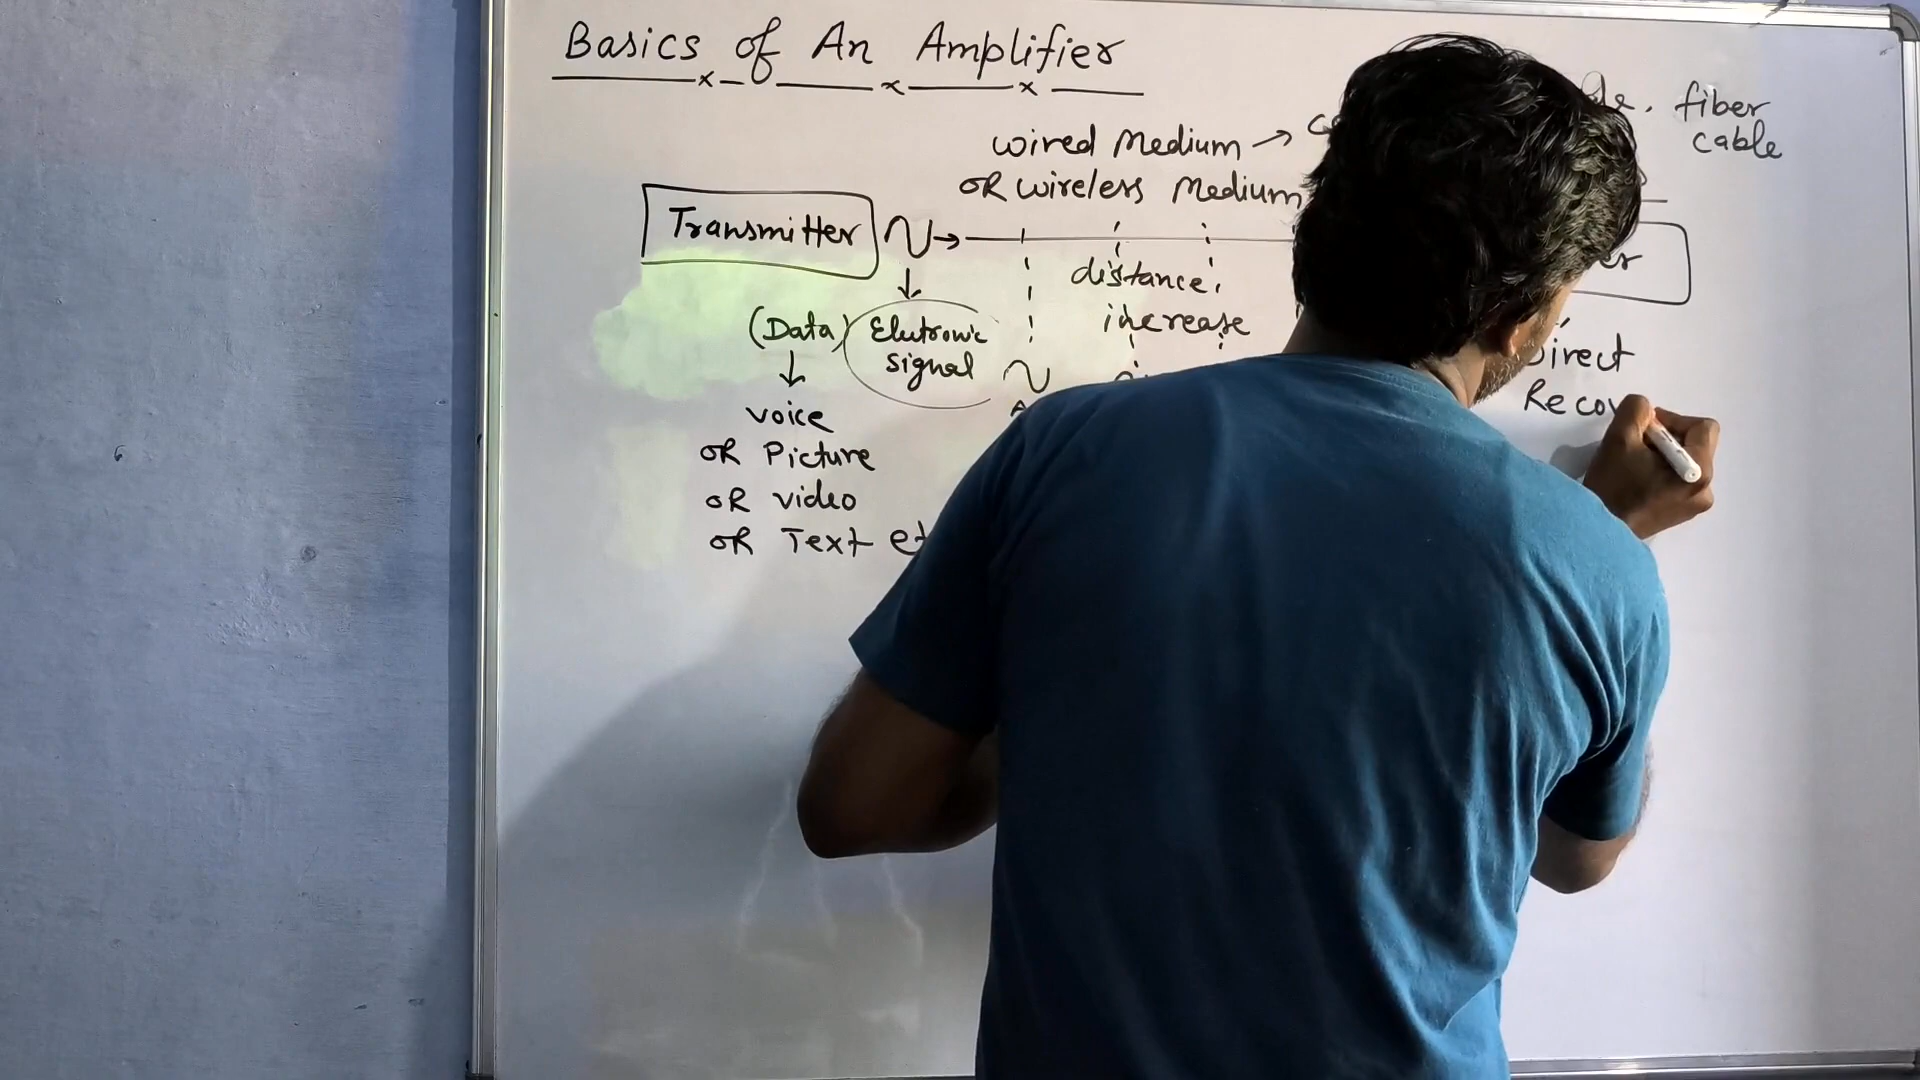 Basics of An Amplifier
fiber
cable
wired Medium →
OR wireless Medium
Transmitter
distance
increase
(Data)
Elutronic
signal
Direct
voice
OR Picture
OR video
OR Text